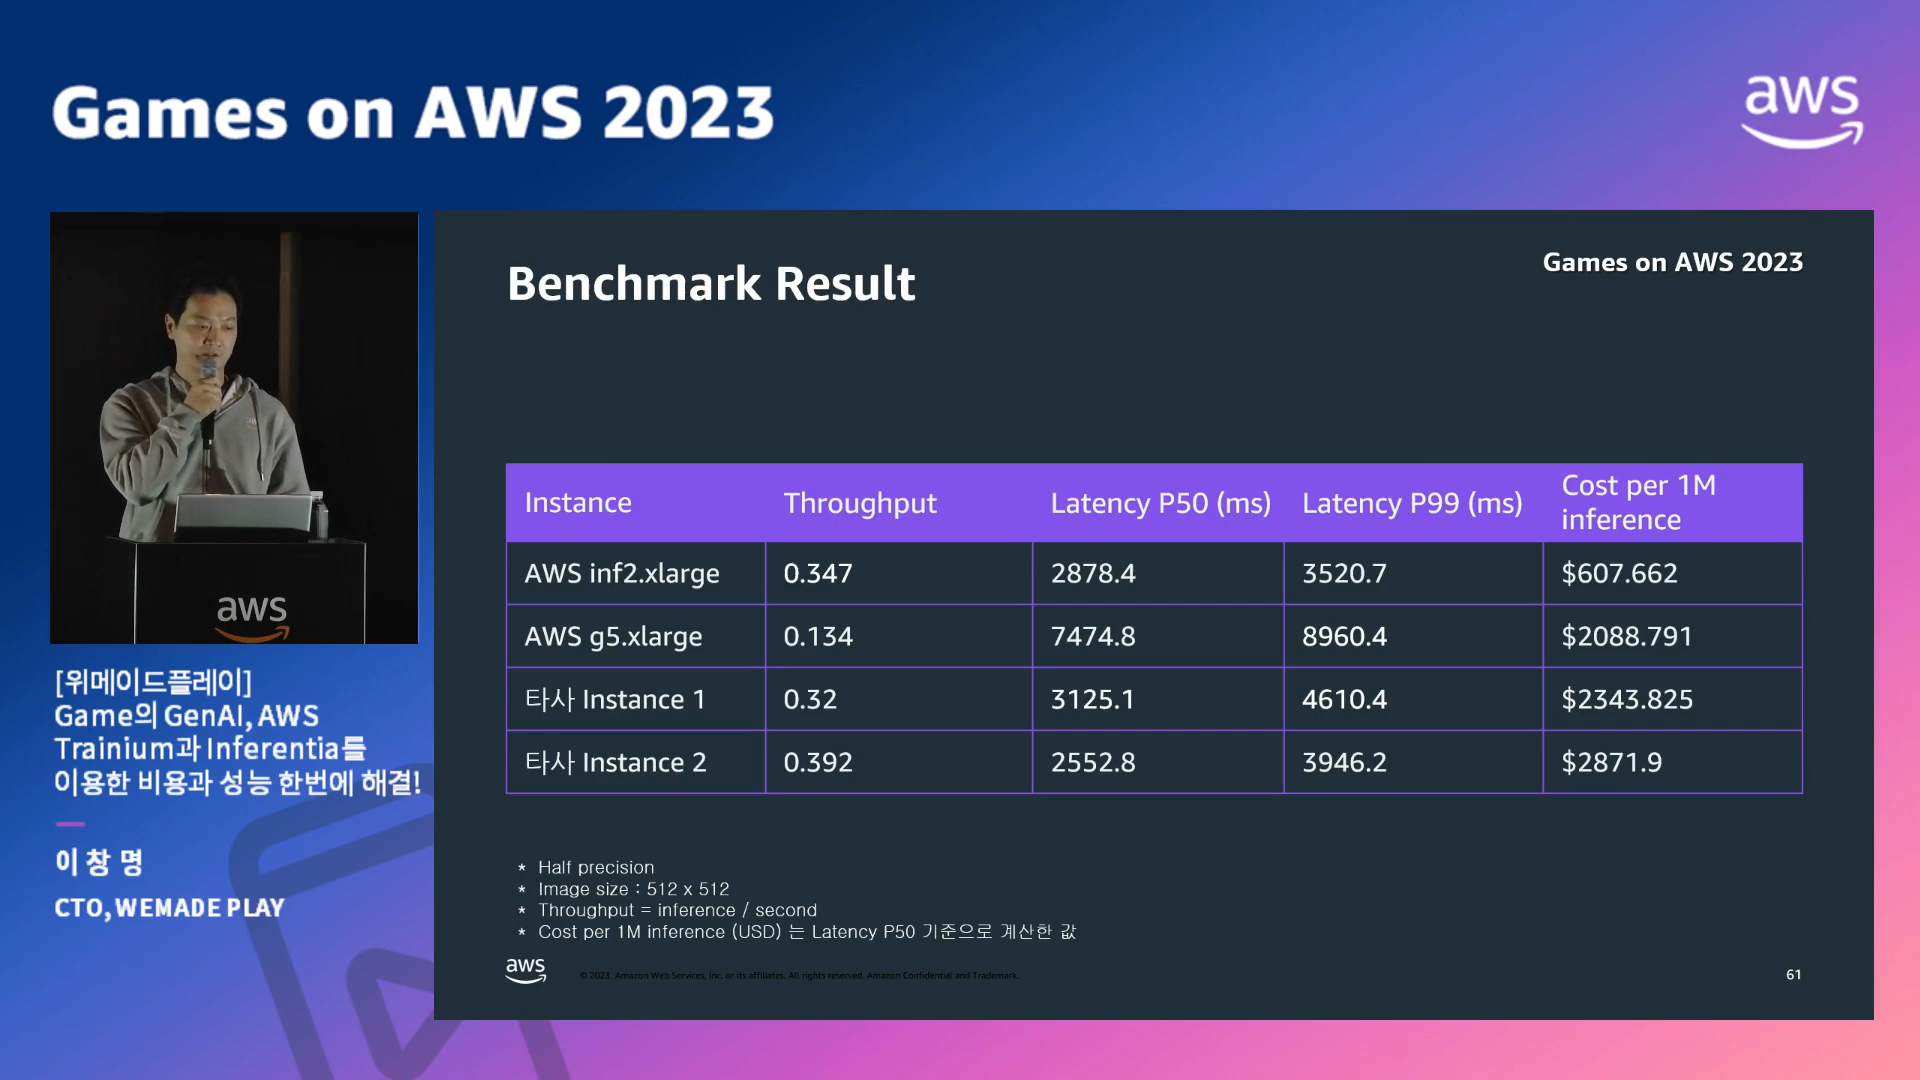 Games on AWS 2023
aws
aws
[위메이드플레이]
Game의 GenAI, AWS
Trainium과 Inferentia를
이용한 비용과 성능 한번에 해결!
이 창 명
CTO, WEMADE PLAY
Games on AWS 2023
Benchmark Result
Instance Throughput Latency P50 (ms) Latency P99 (ms) Cost per 1M inference
AWS inf2.xlarge 0.347 2878.4 3520.7 $607.662
AWS g5.xlarge 0.134 7474.8 8960.4 $2088.791
타사 Instance 1 0.32 3125.1 4610.4 $2343.825
타사 Instance 2 0.392 2552.8 3946.2 $2871.9
* Half precision
* Image size : 512 x 512
* Throughput = inference / second
* Cost per 1M inference (USD) 는 Latency P50 기준으로 계산한 값
aws
© 2023, Amazon Web Services, Inc. or its affiliates. All rights reserved. Amazon Confidential and Trademark.
61